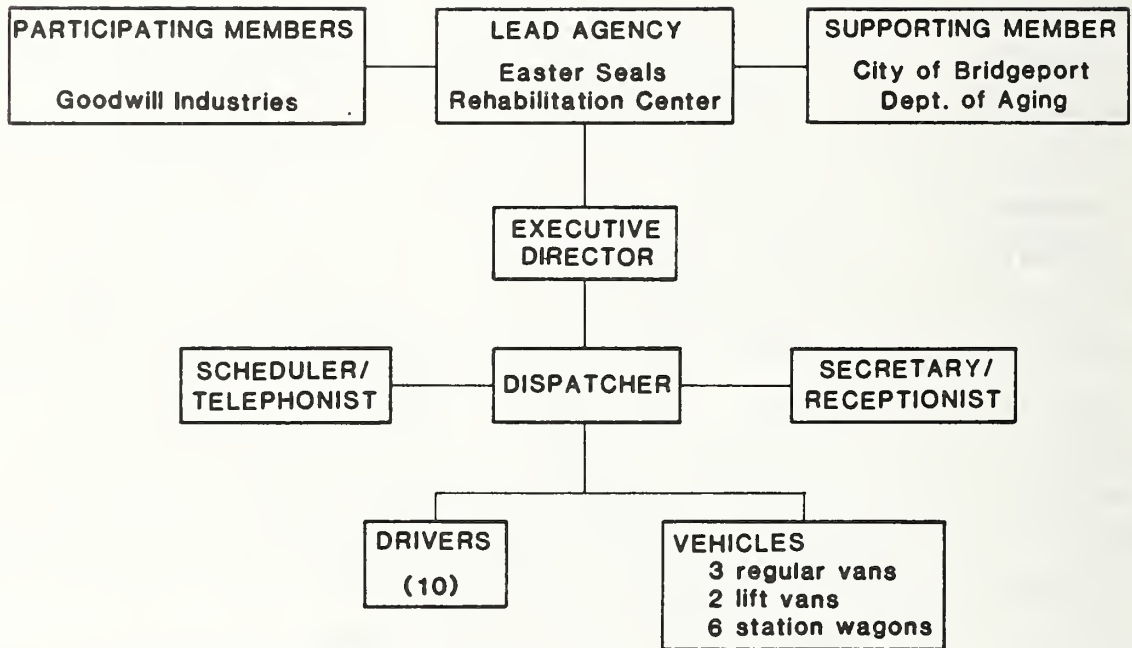 PARTICIPATING MEMBERS
Goodwill Industries
LEAD AGENCY
Easter Seals
Rehabilitation Center
SUPPORTING MEMBER
City of Bridgeport
Dept. of Aging
EXECUTIVE
DIRECTOR
SCHEDULER/
TELEPHONIST
DISPATCHER
SECRETARY/
RECEPTIONIST
DRIVERS
(10)
VEHICLES
3 regular vans
2 lift vans
6 station wagons